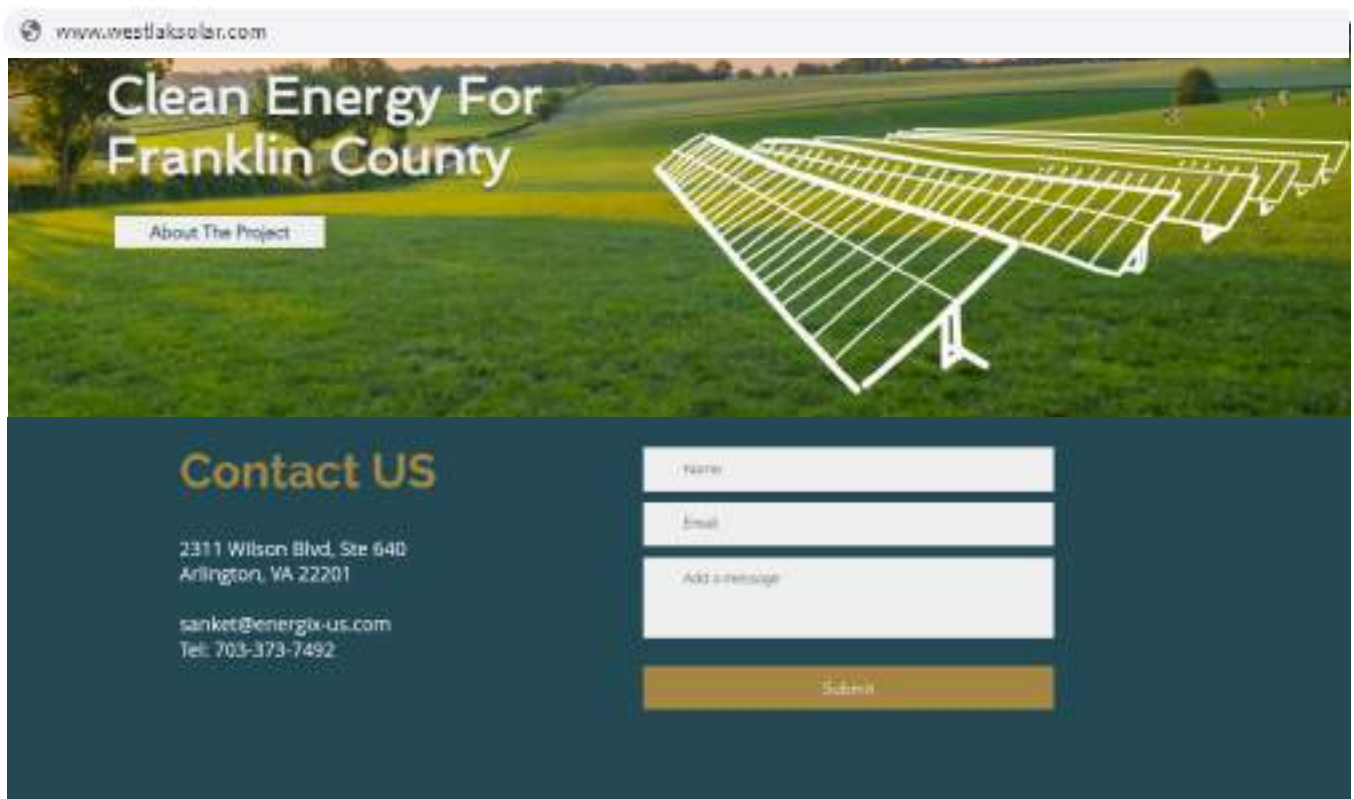 www.westlaksolar.com
Clean Energy For
Franklin County
About The Project
Contact US
2311 Wilson Blvd, Ste 640
Arlington, VA 22201
sanket@energix-us.com
Tel: 703-373-7492
Name
Email
Add a message
Submit